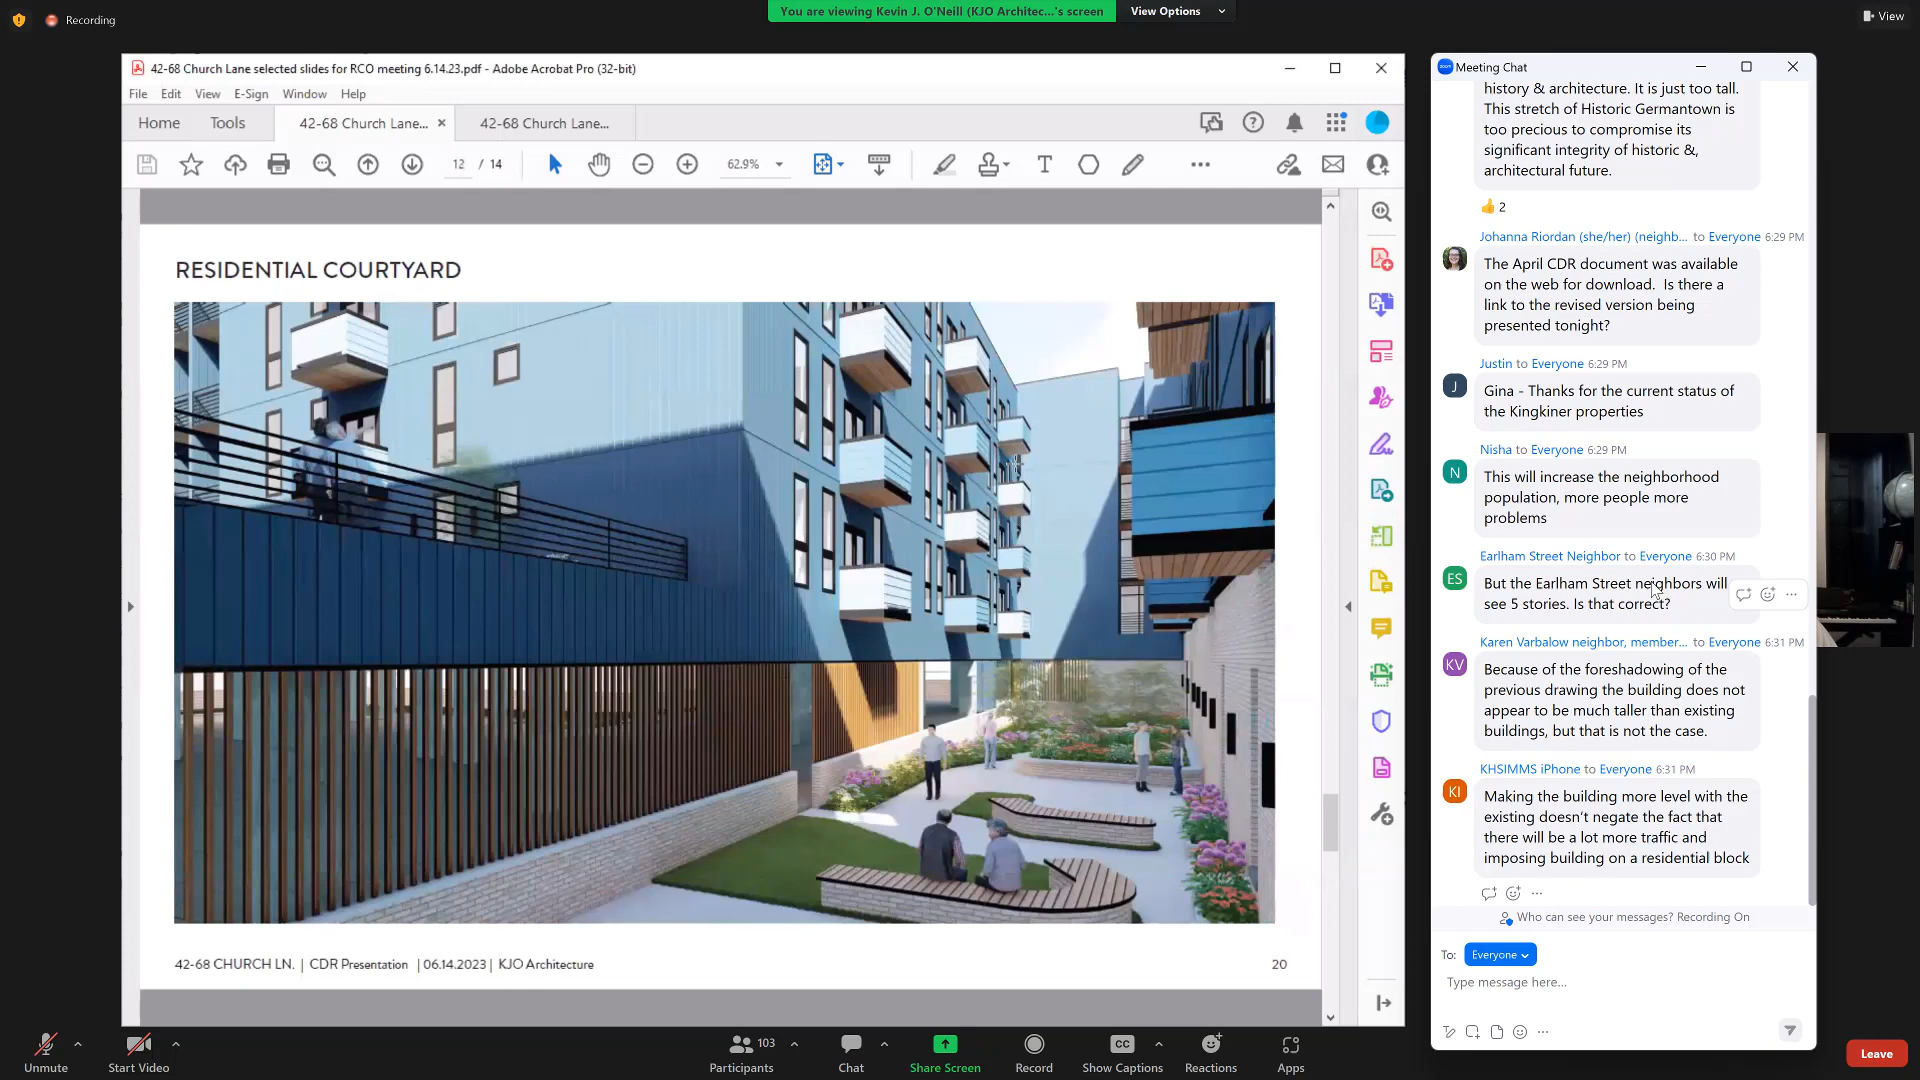 Recording
You are viewing Kevin J. O'Neill (KJO Architec...'s screen
View Options
View
42-68 Church Lane selected slides for RCO meeting 6.14.23.pdf - Adobe Acrobat Pro (32-bit)
File Edit View E-Sign Window Help
Home Tools 42-68 Church Lane... × 42-68 Church Lane...
12 / 14 62.9%
RESIDENTIAL COURTYARD
42-68 CHURCH LN. | CDR Presentation | 06.14.2023 | KJO Architecture
20
Meeting Chat
history & architecture. It is just too tall.
This stretch of Historic Germantown is
too precious to compromise its
significant integrity of historic &,
architectural future.
👍 2
Johanna Riordan (she/her) (neighb... to Everyone 6:29 PM
The April CDR document was available
on the web for download. Is there a
link to the revised version being
presented tonight?
Justin to Everyone 6:29 PM
J
Gina - Thanks for the current status of
the Kingkiner properties
Nisha to Everyone 6:29 PM
N
This will increase the neighborhood
population, more people more
problems
Earlham Street Neighbor to Everyone 6:30 PM
ES
But the Earlham Street neighbors will
see 5 stories. Is that correct?
Karen Varbalow neighbor, member... to Everyone 6:31 PM
KV
Because of the foreshadowing of the
previous drawing the building does not
appear to be much taller than existing
buildings, but that is not the case.
KHSIMMS iPhone to Everyone 6:31 PM
KI
Making the building more level with the
existing doesn't negate the fact that
there will be a lot more traffic and
imposing building on a residential block
Who can see your messages? Recording On
To: Everyone
Type message here...
Unmute
Start Video
103
Participants
Chat
Share Screen
Record
CC
Show Captions
Reactions
Apps
Leave